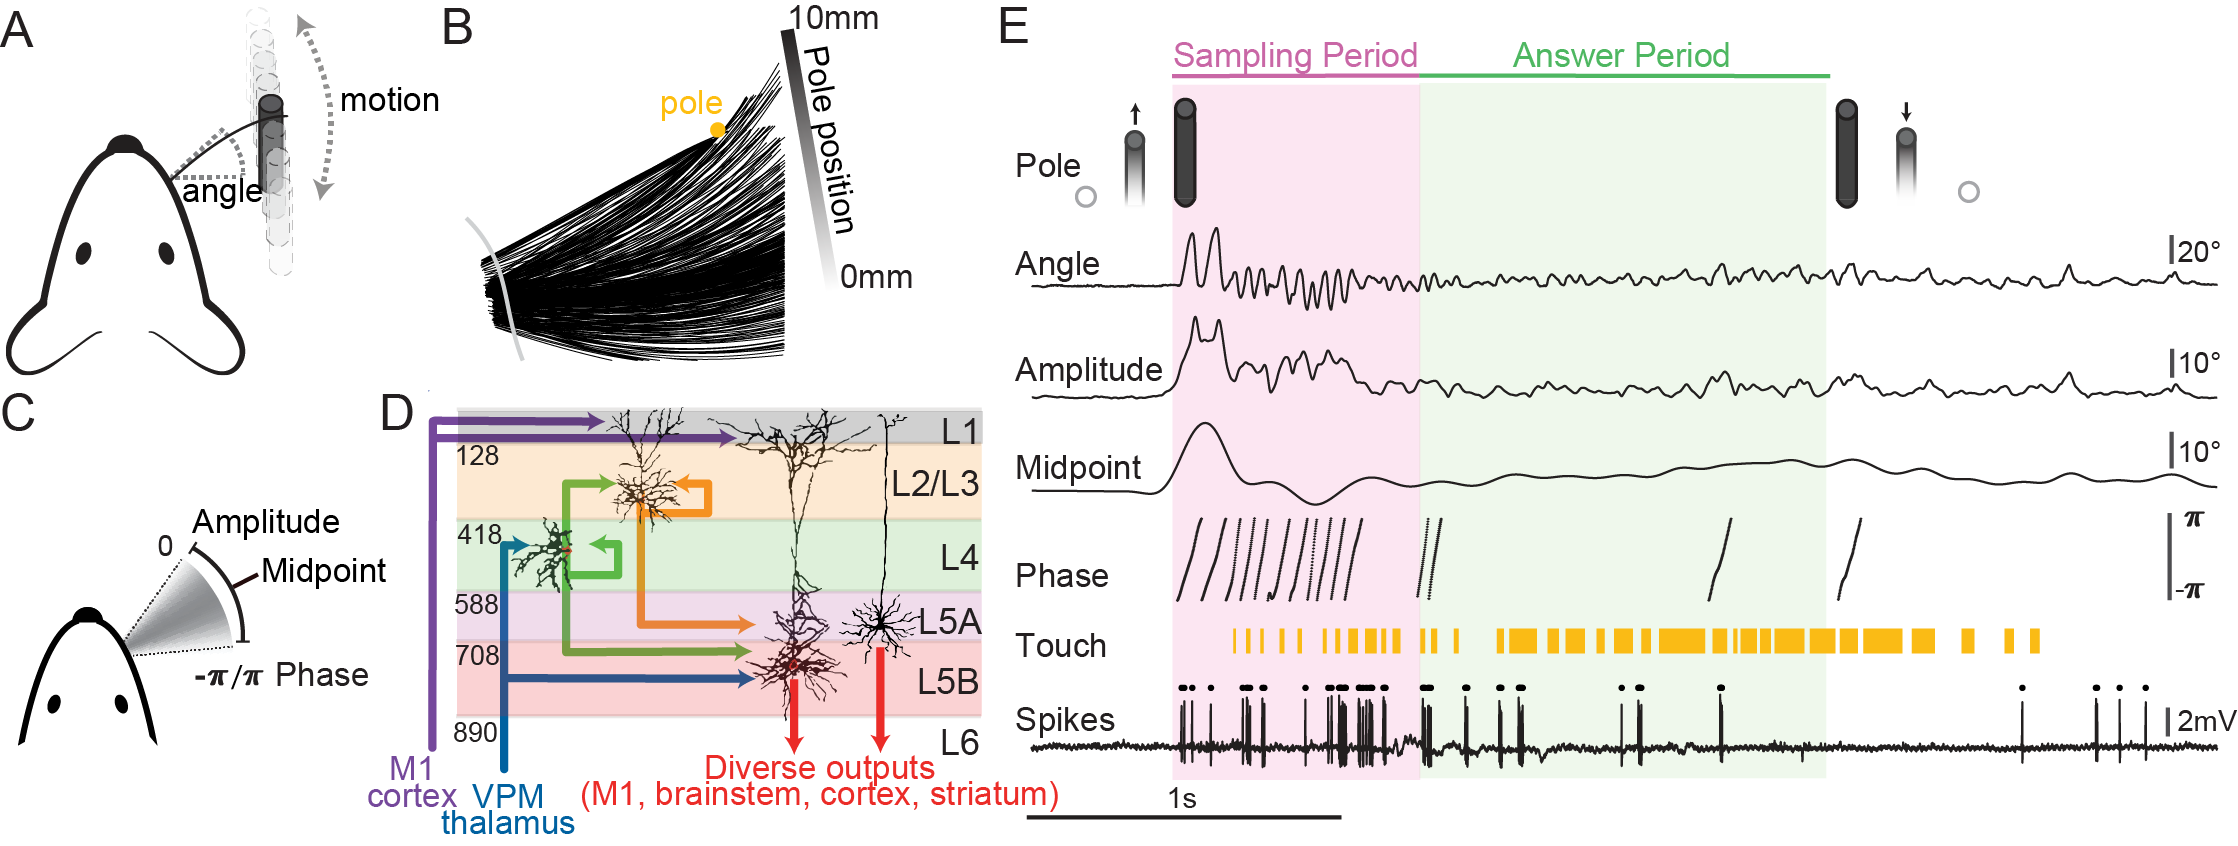 A
motion
angle
B
10mm
pole
Pole position
0mm
C
Amplitude
0
Midpoint
-π/π Phase
D
L1
128
L2/L3
418
L4
588
L5A
708
L5B
890
L6
M1
cortex
VPM
thalamus
Diverse outputs
(M1, brainstem, cortex, striatum)
E
Sampling Period
Answer Period
Pole
Angle
20°
Amplitude
10°
Midpoint
10°
Phase
π
-π
Touch
Spikes
2mV
1s